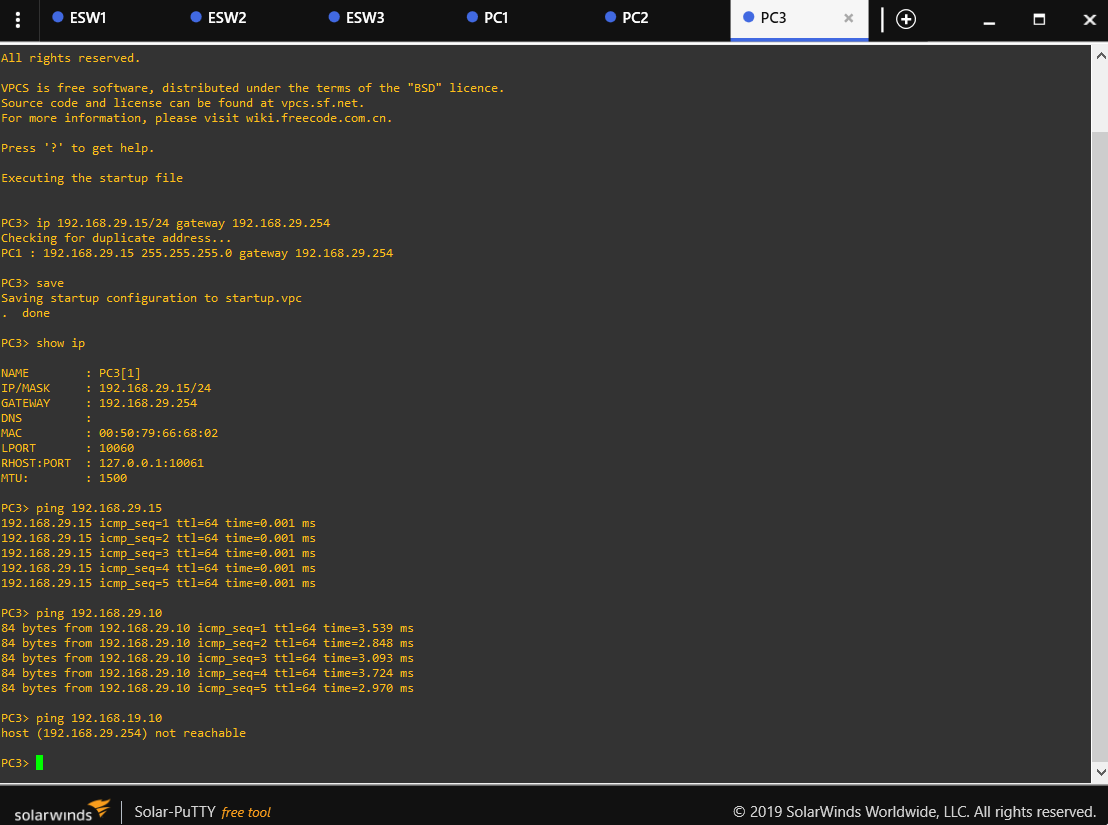 ESW1 ESW2 ESW3 PC1 PC2 PC3
All rights reserved.
VPCS is free software, distributed under the terms of the "BSD" licence.
Source code and license can be found at vpcs.sf.net.
For more information, please visit wiki.freecode.com.cn.
Press '?' to get help.
Executing the startup file
PC3> ip 192.168.29.15/24 gateway 192.168.29.254
Checking for duplicate address...
PC1 : 192.168.29.15 255.255.255.0 gateway 192.168.29.254
PC3> save
Saving startup configuration to startup.vpc
.  done
PC3> show ip
NAME        : PC3[1]
IP/MASK     : 192.168.29.15/24
GATEWAY     : 192.168.29.254
DNS         :
MAC         : 00:50:79:66:68:02
LPORT       : 10060
RHOST:PORT  : 127.0.0.1:10061
MTU:        : 1500
PC3> ping 192.168.29.15
192.168.29.15 icmp_seq=1 ttl=64 time=0.001 ms
192.168.29.15 icmp_seq=2 ttl=64 time=0.001 ms
192.168.29.15 icmp_seq=3 ttl=64 time=0.001 ms
192.168.29.15 icmp_seq=4 ttl=64 time=0.001 ms
192.168.29.15 icmp_seq=5 ttl=64 time=0.001 ms
PC3> ping 192.168.29.10
84 bytes from 192.168.29.10 icmp_seq=1 ttl=64 time=3.539 ms
84 bytes from 192.168.29.10 icmp_seq=2 ttl=64 time=2.848 ms
84 bytes from 192.168.29.10 icmp_seq=3 ttl=64 time=3.093 ms
84 bytes from 192.168.29.10 icmp_seq=4 ttl=64 time=3.724 ms
84 bytes from 192.168.29.10 icmp_seq=5 ttl=64 time=2.970 ms
PC3> ping 192.168.19.10
host (192.168.29.254) not reachable
PC3>
solarwinds Solar-PuTTY free tool © 2019 SolarWinds Worldwide, LLC. All rights reserved.